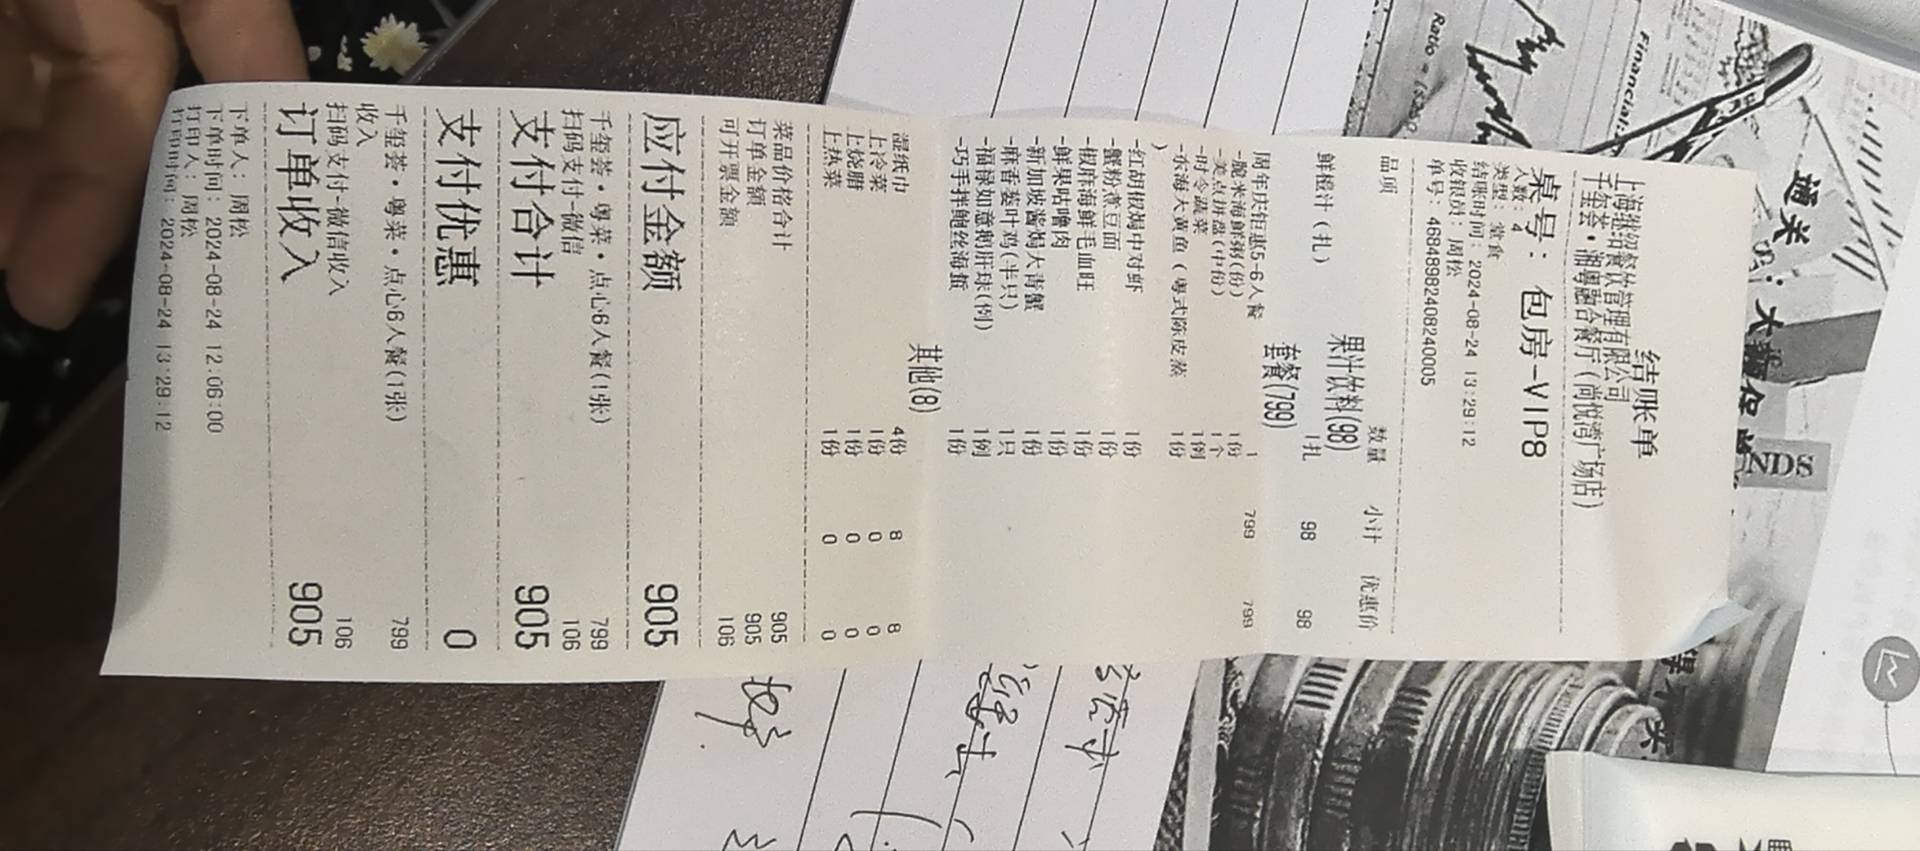 结账单
上海继绍餐饮管理有限公司
千玺荟·湘粤融合餐厅(尚悦湾广场店)
桌号：包房-VIP8
人数：4
类型：堂食
结账时间：2024-08-24 13:29:12
收银员：周松
单号：46848982408240005
品项 数量 小计 优惠价
果汁饮料(98)
鲜橙汁(扎) 1扎 98 98
套餐(799)
周年庆钜惠5-6人餐 1 799 799
-脆米海鲜粥(份) 1份
-美点拼盘(中份) 1个
-时令蔬菜 1例
-东海大黄鱼(粤式陈皮蒸 1份
)
-红胡椒焗中对虾 1份
-蟹粉煮豆面 1份
-椒麻海鲜毛血旺 1份
-鲜果咕噜肉 1份
-新加坡酱焗大青蟹 1份
-麻香蒌叶鸡(半只) 1只
-福禄如意鹅肝球(例) 1例
-巧手拌鲍丝海蜇 1份
其他(8)
湿纸巾 4份 8 8
上冷菜 1份 0 0
上烧腊 1份 0 0
上热菜 1份 0 0
菜品价格合计 905
订单金额 905
可开票金额 106
应付金额 905
千玺荟·粤菜·点心6人餐(1张) 799
扫码支付-微信 106
支付合计 905
支付优惠 0
千玺荟·粤菜·点心6人餐(1张) 799
收入
扫码支付-微信收入 106
订单收入 905
下单人：周松
下单时间：2024-08-24 12:06:00
打印人：周松
打印时间：2024-08-24 13:29:12
Financial:
Ratio =
通关
NDS